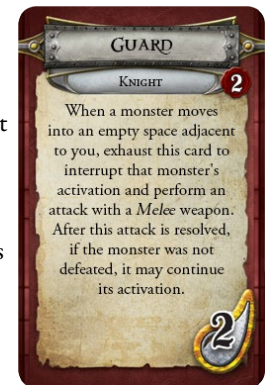 GUARD
KNIGHT
2
When a monster moves
into an empty space adjacent
to you, exhaust this card to
interrupt that monster's
activation and perform an
attack with a Melee weapon.
After this attack is resolved,
if the monster was not
defeated, it may continue
its activation.
2